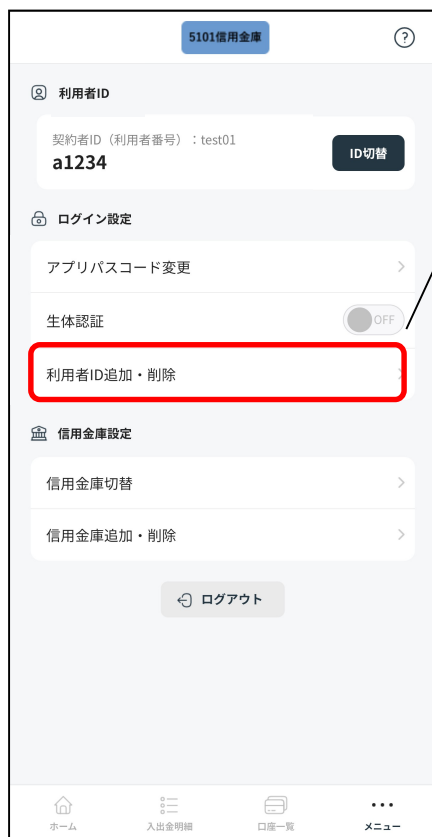 5101信用金庫
?
利用者ID
契約者ID（利用者番号）：test01
a1234
ID切替
ログイン設定
アプリパスコード変更
生体認証
OFF
利用者ID追加・削除
信用金庫設定
信用金庫切替
信用金庫追加・削除
ログアウト
ホーム
入出金明細
口座一覧
メニュー